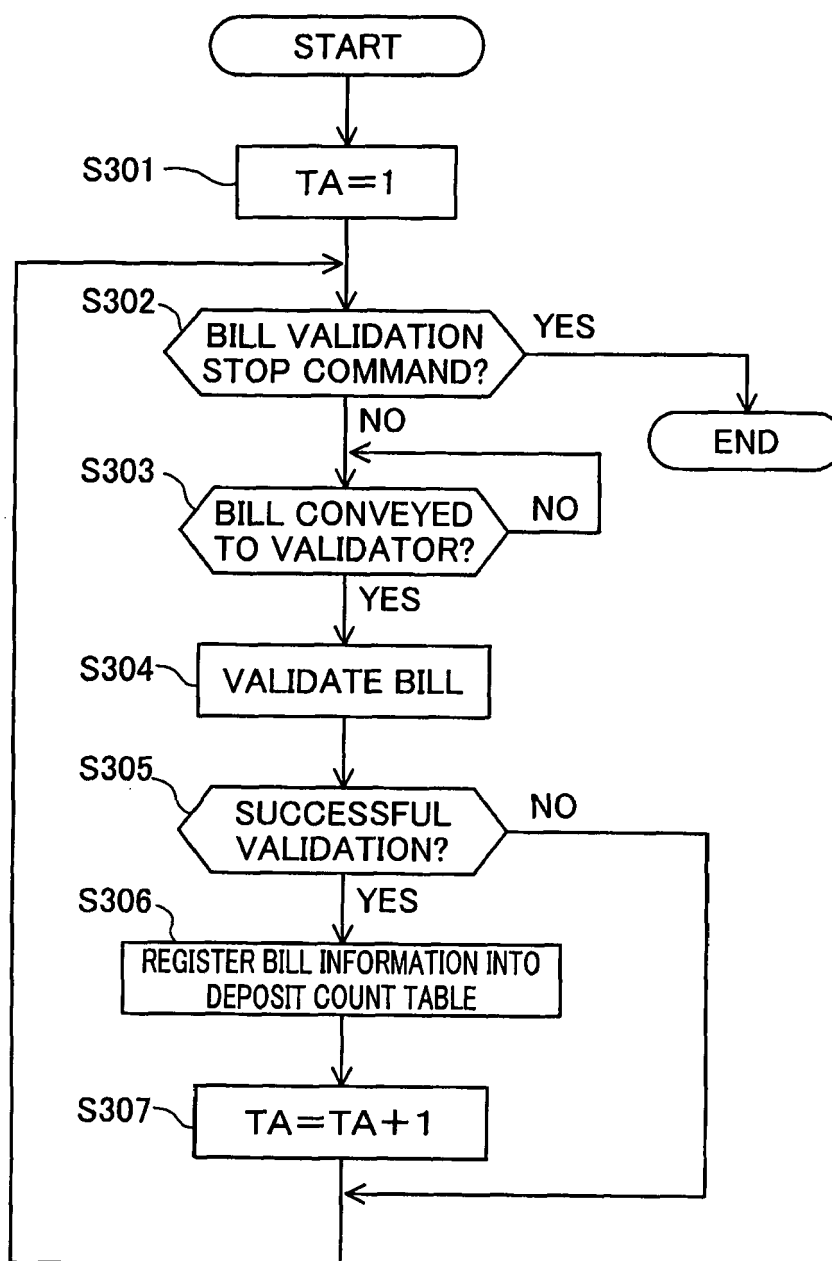 START
S301
TA=1
S302
BILL VALIDATION
STOP COMMAND?
YES
END
NO
S303
BILL CONVEYED
TO VALIDATOR?
NO
YES
S304
VALIDATE BILL
S305
SUCCESSFUL
VALIDATION?
NO
YES
S306
REGISTER BILL INFORMATION INTO
DEPOSIT COUNT TABLE
S307
TA=TA+1